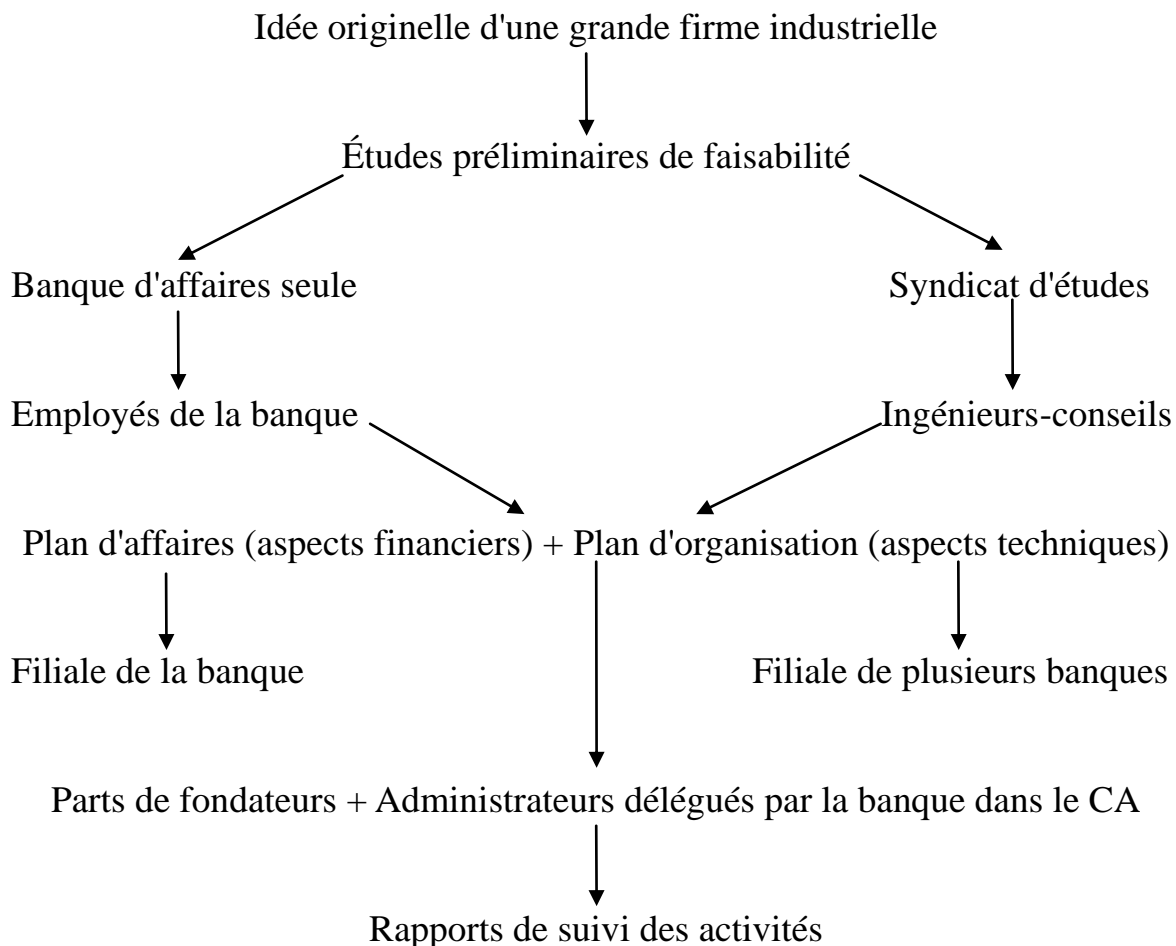 Idée originelle d'une grande firme industrielle
Études préliminaires de faisabilité
Banque d'affaires seule
Syndicat d'études
Employés de la banque
Ingénieurs-conseils
Plan d'affaires (aspects financiers) + Plan d'organisation (aspects techniques)
Filiale de la banque
Filiale de plusieurs banques
Parts de fondateurs + Administrateurs délégués par la banque dans le CA
Rapports de suivi des activités